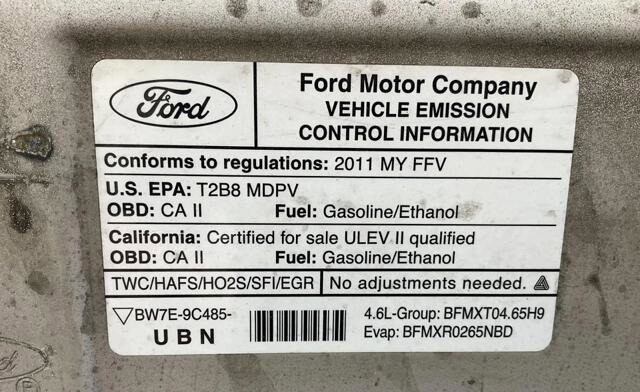 Ford
Ford Motor Company
VEHICLE EMISSION
CONTROL INFORMATION
Conforms to regulations: 2011 MY FFV
U.S. EPA: T2B8 MDPV
OBD: CA II Fuel: Gasoline/Ethanol
California: Certified for sale ULEV II qualified
OBD: CA II Fuel: Gasoline/Ethanol
TWC/HAFS/HO2S/SFI/EGR No adjustments needed.
BW7E-9C485-
UBN
4.6L-Group: BFMXT04.65H9
Evap: BFMXR0265NBD